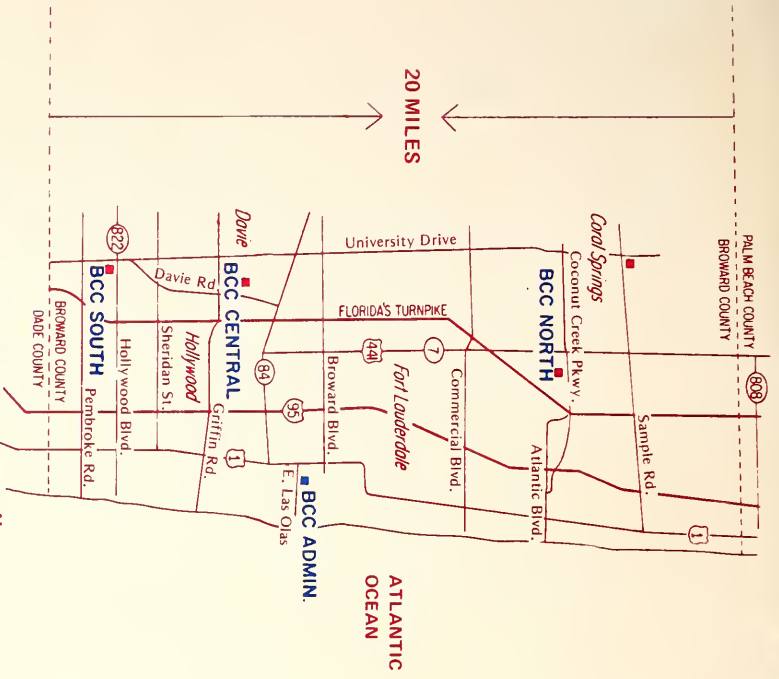 808
PALM BEACH COUNTY
BROWARD COUNTY
1
Sample Rd.
Coral Springs
Coconut Creek Pkwy.
BCC NORTH
Atlantic Blvd.
Commercial Blvd.
7
20 MILES
University Drive
FLORIDA'S TURNPIKE
Fort Lauderdale
ATLANTIC
OCEAN
441
Broward Blvd.
BCC ADMIN.
95
E. Las Olas
84
Davie
BCC CENTRAL
1
Griffin Rd.
Hollywood
Davie Rd
Sheridan St.
Hollywood Blvd.
822
BCC SOUTH
Pembroke Rd.
BROWARD COUNTY
DADE COUNTY